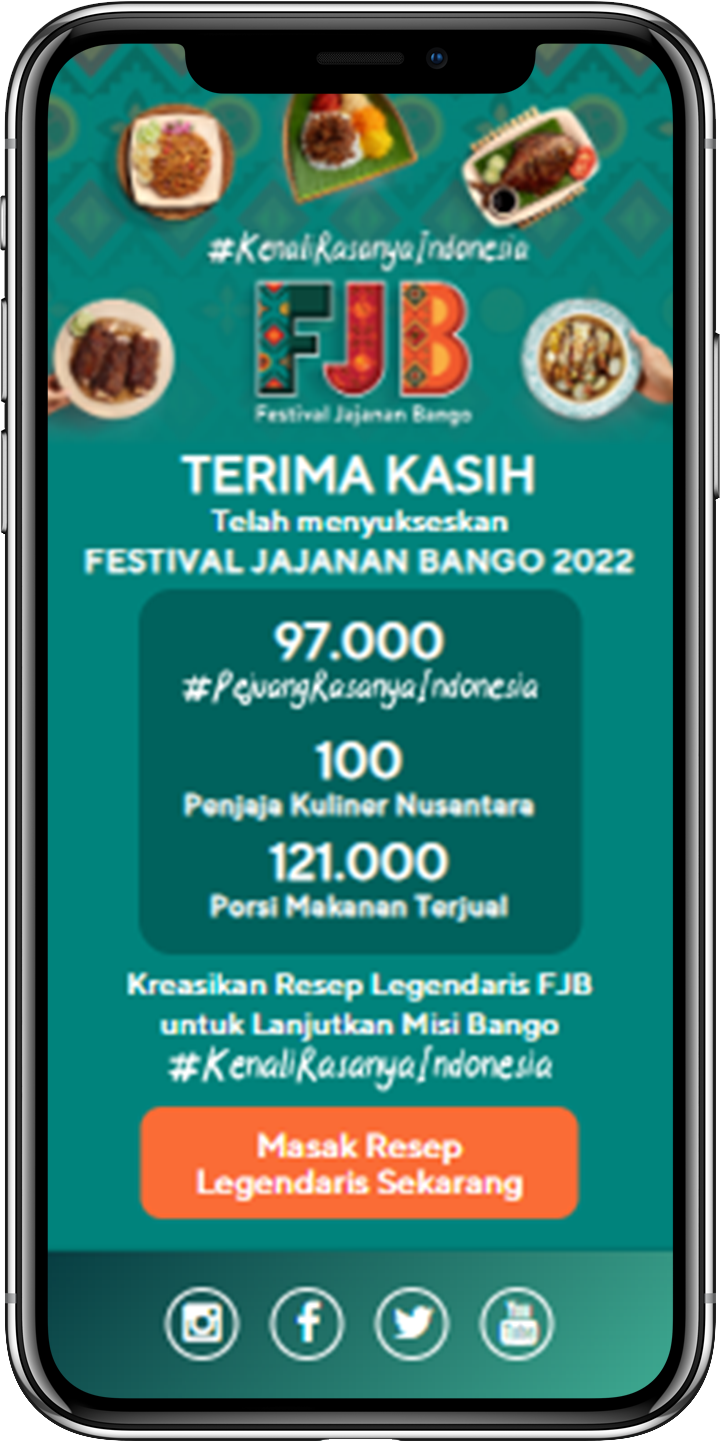 #KenaliRasanyaIndonesia
FJB
Festival Jajanan Bango
TERIMA KASIH
Telah menyukseskan
FESTIVAL JAJANAN BANGO 2022
97.000
#PejuangRasanyaIndonesia
100
Penjaja Kuliner Nusantara
121.000
Porsi Makanan Terjual
Kreasikan Resep Legendaris FJB
untuk Lanjutkan Misi Bango
#KenaliRasanyaIndonesia
Masak Resep
Legendaris Sekarang
You
Tube